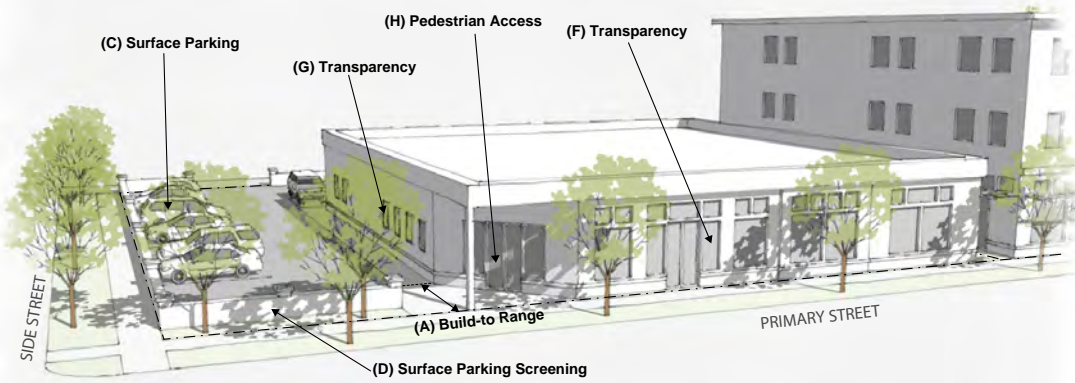 (H) Pedestrian Access
(F) Transparency
(C) Surface Parking
(G) Transparency
(A) Build-to Range
PRIMARY STREET
SIDE STREET
(D) Surface Parking Screening